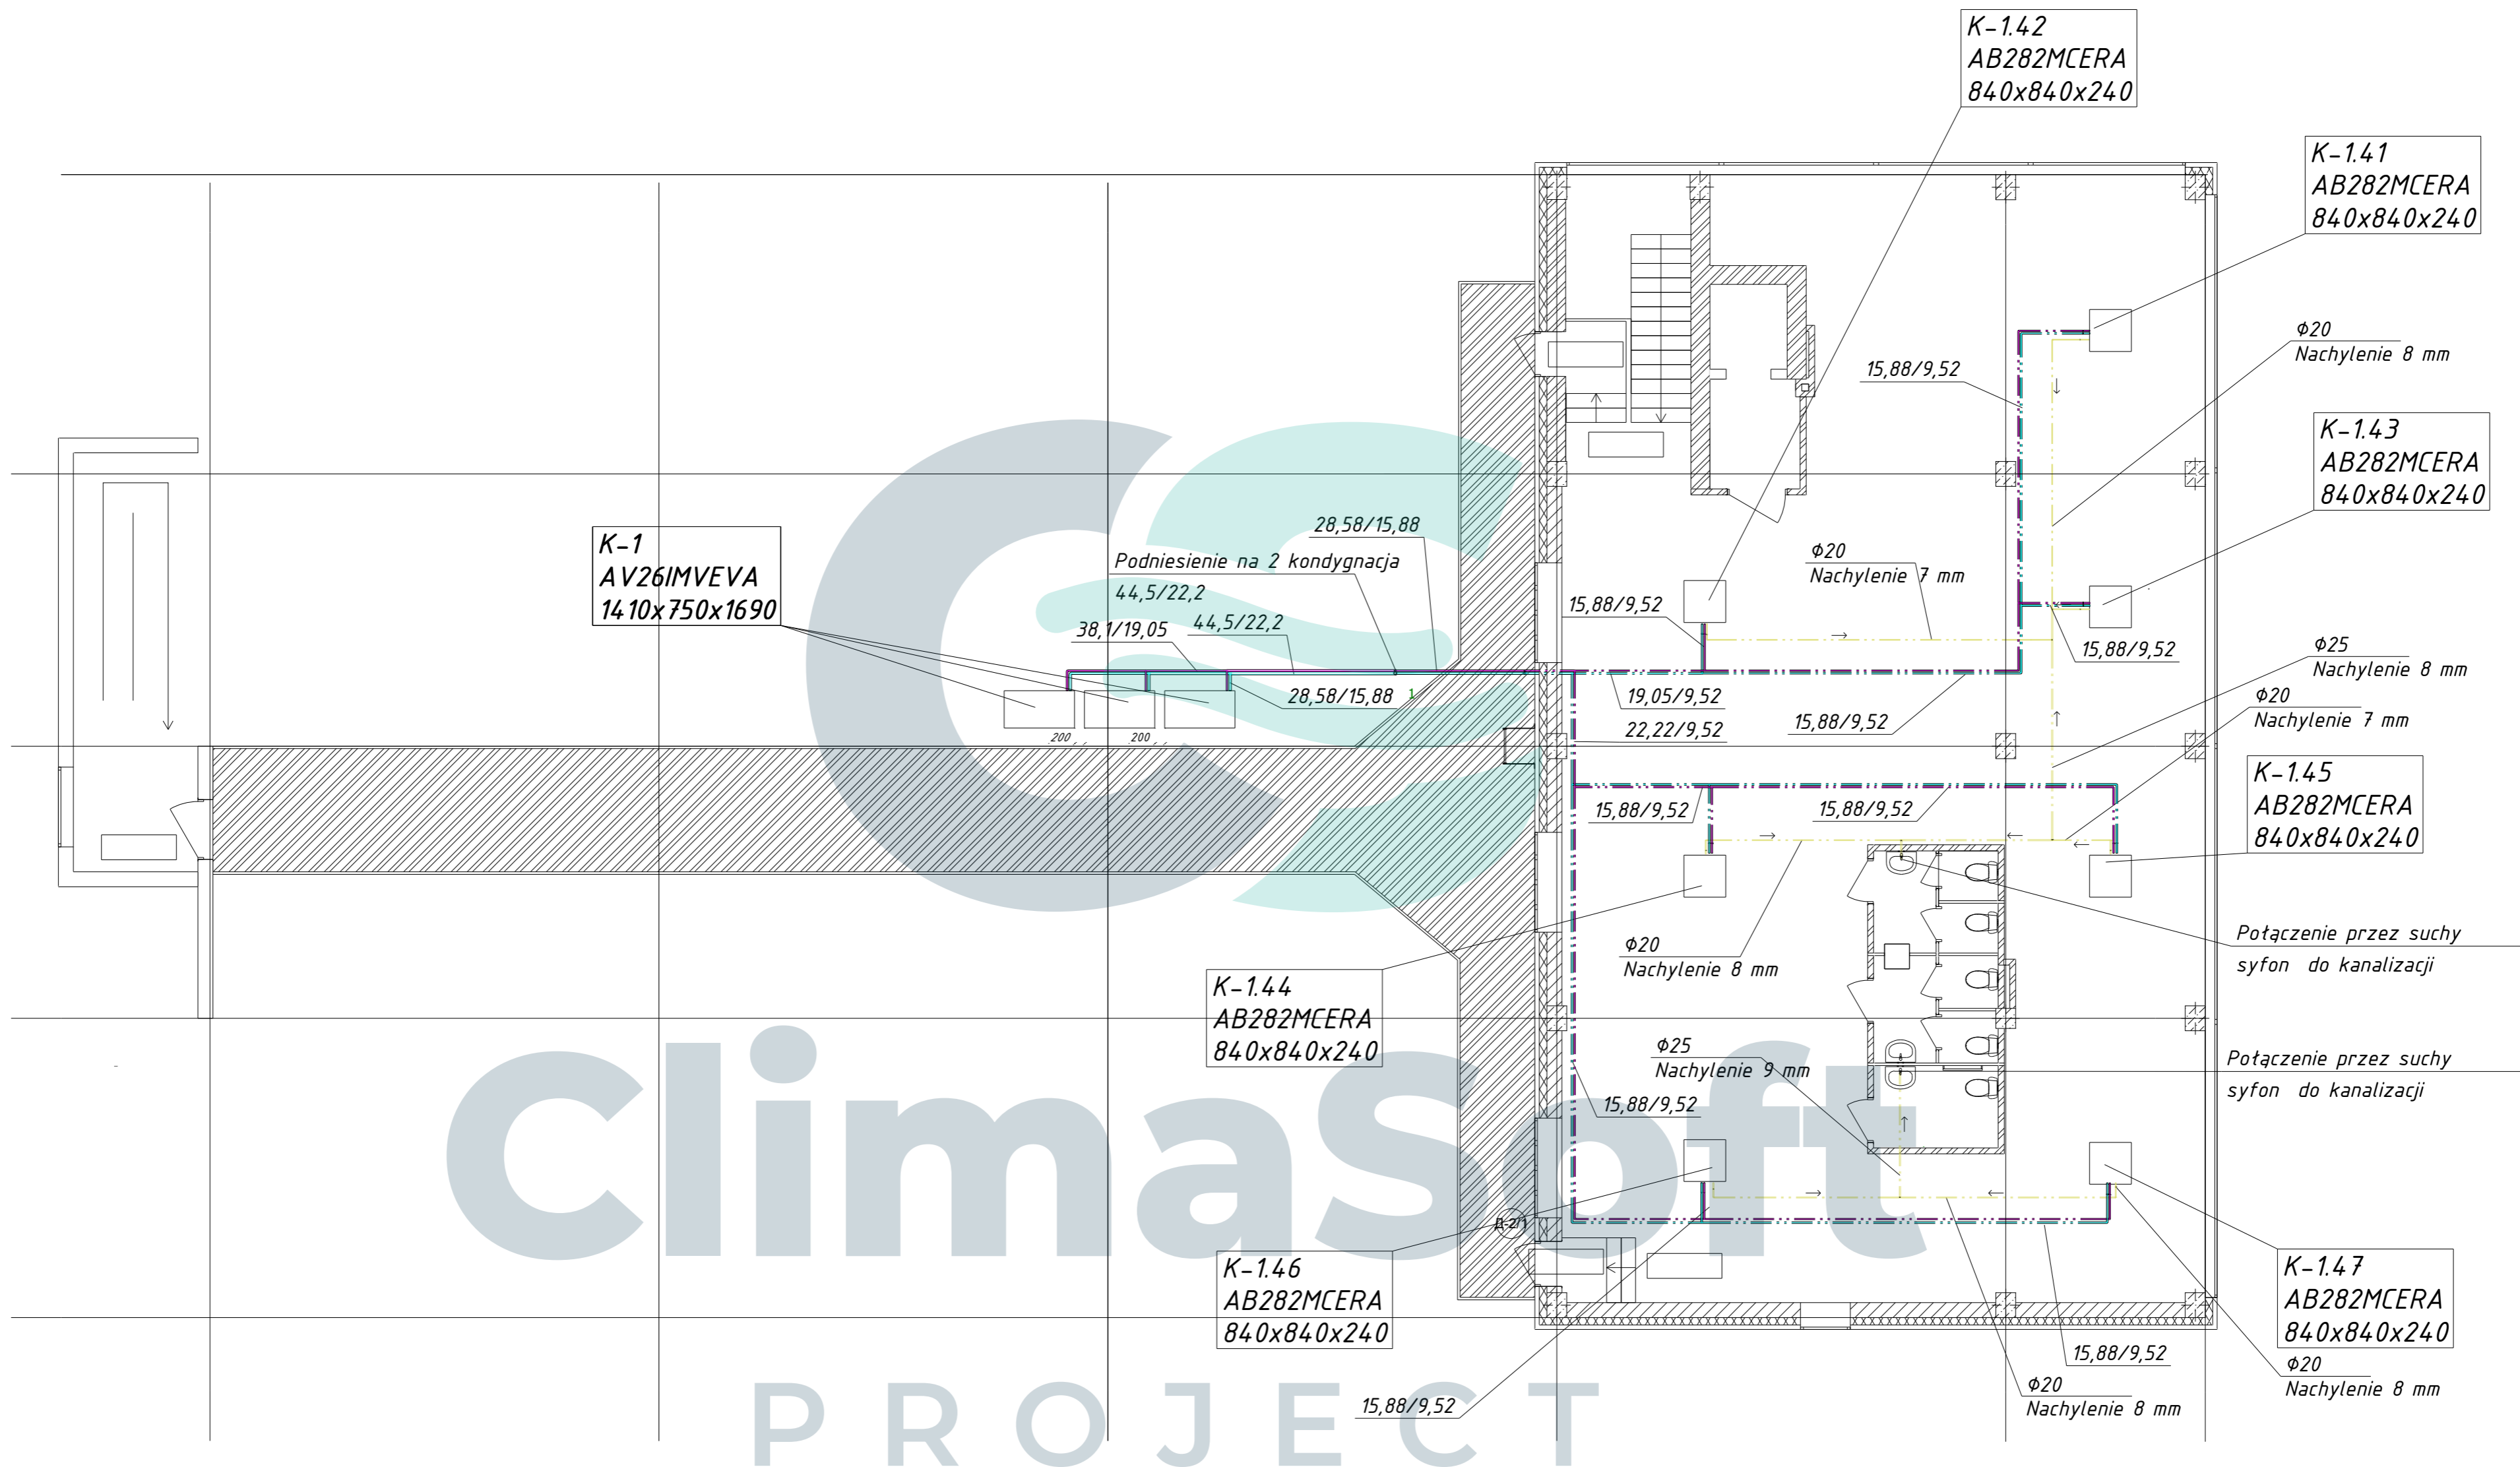 K-1.42
AB282MCERA
840x840x240
K-1.41
AB282MCERA
840x840x240
Φ20
Nachylenie 8 mm
15,88/9,52
K-1.43
AB282MCERA
840x840x240
K-1
AV26IMVEVA
1410x750x1690
28,58/15,88
Podniesienie na 2 kondygnacja
44,5/22,2
38,1/19,05
44,5/22,2
28,58/15,88
1
200
200
Φ20
Nachylenie 7 mm
15,88/9,52
15,88/9,52
Φ25
Nachylenie 8 mm
Φ20
Nachylenie 7 mm
19,05/9,52
22,22/9,52
15,88/9,52
K-1.45
AB282MCERA
840x840x240
15,88/9,52
15,88/9,52
Φ20
Nachylenie 8 mm
Połączenie przez suchy
syfon do kanalizacji
K-1.44
AB282MCERA
840x840x240
Φ25
Nachylenie 9 mm
Połączenie przez suchy
syfon do kanalizacji
15,88/9,52
Д-2/1
K-1.46
AB282MCERA
840x840x240
K-1.47
AB282MCERA
840x840x240
15,88/9,52
Φ20
Nachylenie 8 mm
Φ20
Nachylenie 8 mm
15,88/9,52
ClimaSoft
PROJECT